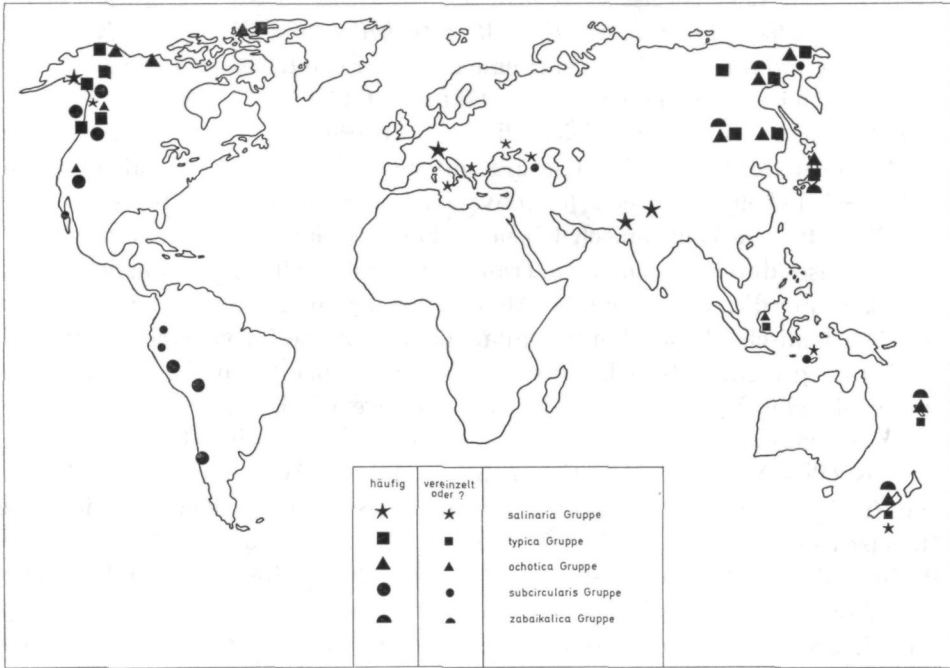 häufig
vereinzelt
oder ?
salinaria Gruppe
typica Gruppe
ochotica Gruppe
subcircularis Gruppe
zabaikalica Gruppe